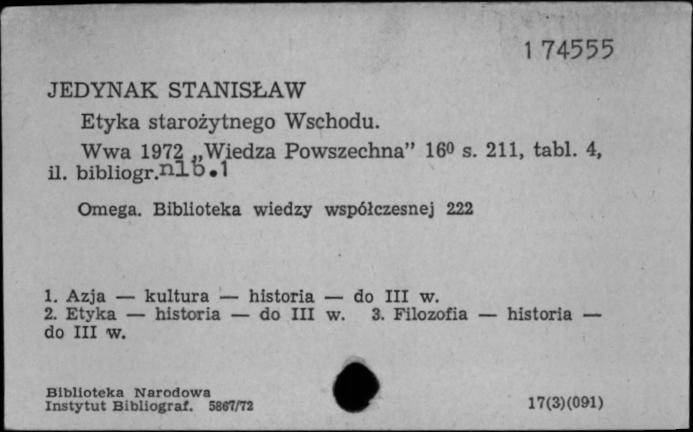 1 74555
JEDYNAK STANISŁAW
Etyka starożytnego Wschodu.
Wwa 1972 „Wiedza Powszechna” 16⁰ s. 211, tabl. 4,
il. bibliogr.nlb.1
Omega. Biblioteka wiedzy współczesnej 222
1. Azja — kultura — historia — do III w.
2. Etyka — historia — do III w. 3. Filozofia — historia —
do III w.
Biblioteka Narodowa
Instytut Bibliograf. 5867/72
17(3)(091)